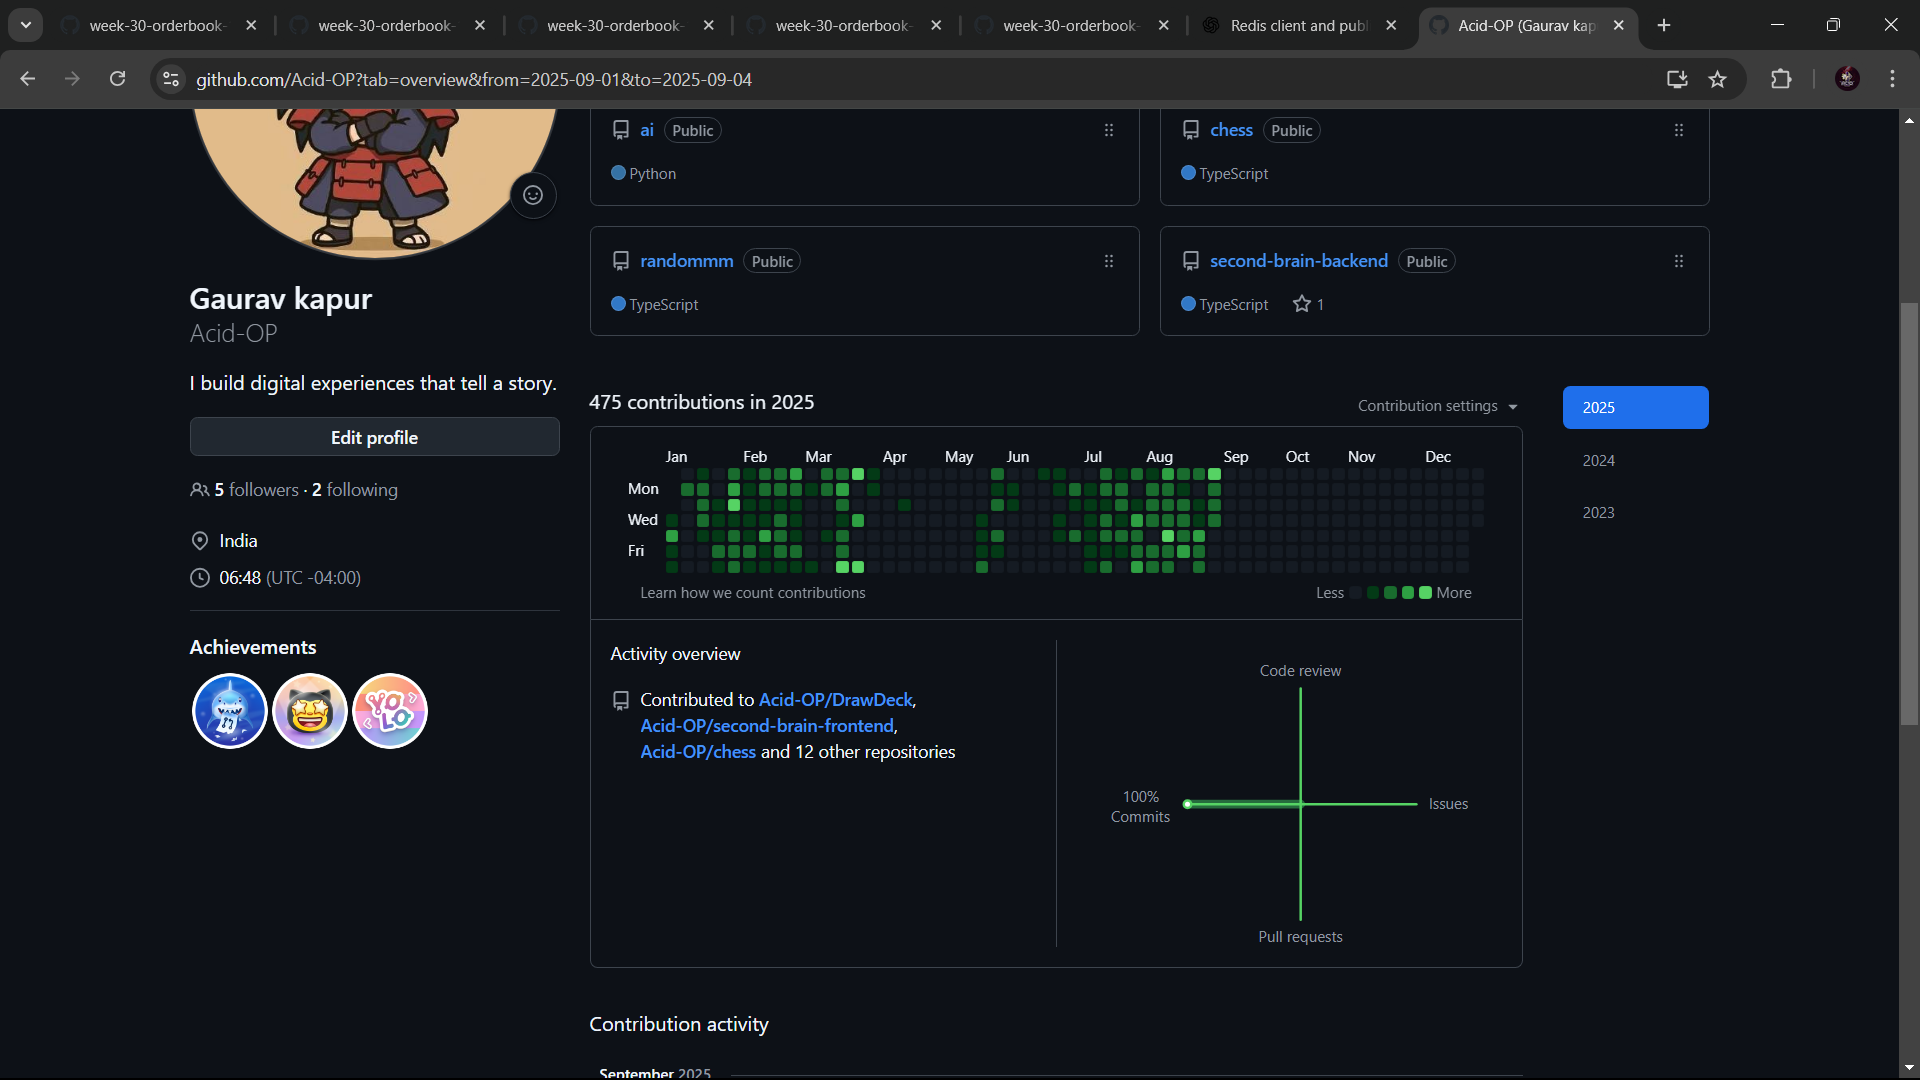 week-30-orderbook-
week-30-orderbook-
week-30-orderbook-
week-30-orderbook-
week-30-orderbook-
Redis client and publ
Acid-OP (Gaurav kap
github.com/Acid-OP?tab=overview&from=2025-09-01&to=2025-09-04
ai Public
Python
chess Public
TypeScript
randommm Public
TypeScript
second-brain-backend Public
TypeScript 1
Gaurav kapur
Acid-OP
I build digital experiences that tell a story.
Edit profile
5 followers · 2 following
India
06:48 (UTC -04:00)
Achievements
YOLO
475 contributions in 2025
Contribution settings
2025
2024
2023
Jan Feb Mar Apr May Jun Jul Aug Sep Oct Nov Dec
Mon
Wed
Fri
Learn how we count contributions
Less More
Activity overview
Contributed to Acid-OP/DrawDeck,
Acid-OP/second-brain-frontend,
Acid-OP/chess and 12 other repositories
Code review
100%
Commits
Issues
Pull requests
Contribution activity
September 2025